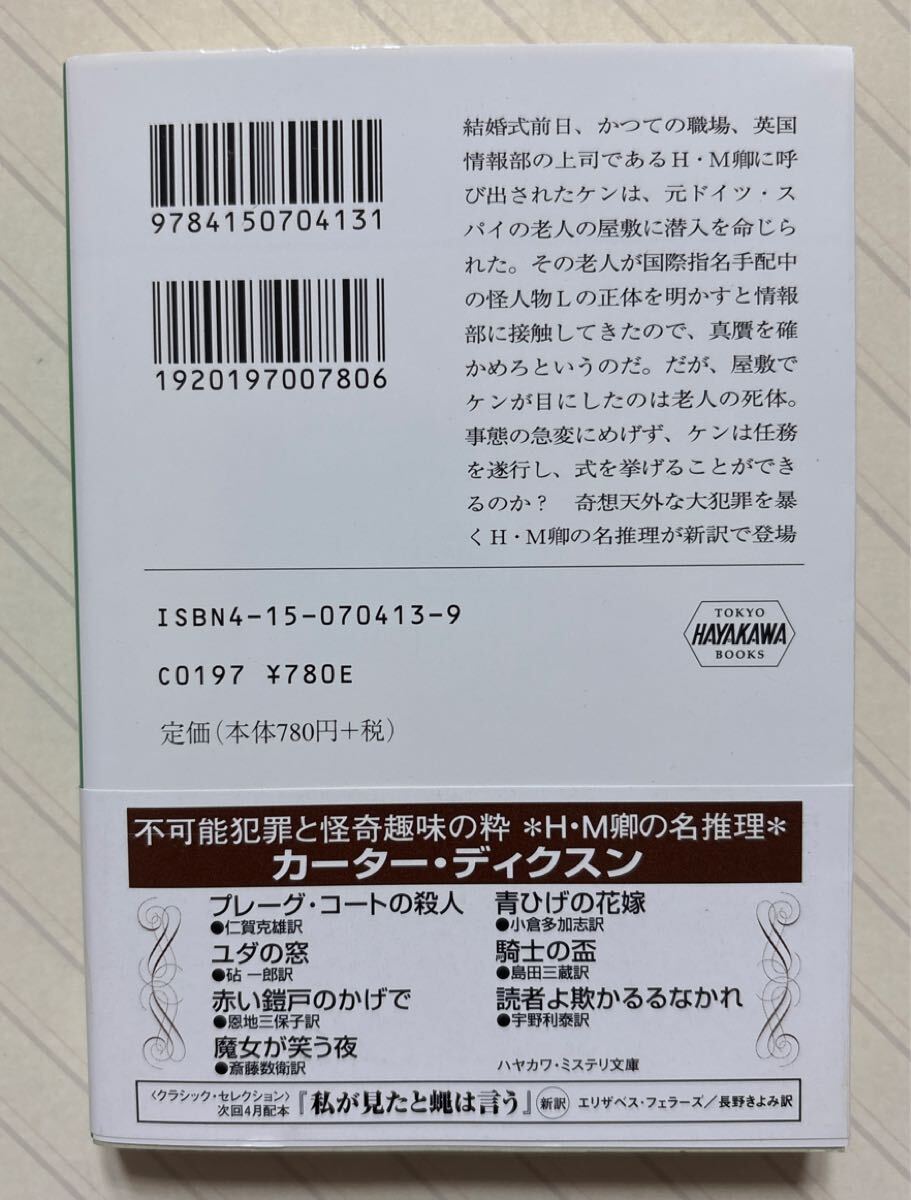 9784150704131
1920197007806
結婚式前日、かつての職場、英国
情報部の上司であるH・M卿に呼
び出されたケンは、元ドイツ・ス
パイの老人の屋敷に潜入を命じら
れた。その老人が国際指名手配中
の怪人物Lの正体を明かすと情報
部に接触してきたので、真贋を確
かめろというのだ。だが、屋敷で
ケンが目にしたのは老人の死体。
事態の急変にめげず、ケンは任務
を遂行し、式を挙げることができ
るのか？　奇想天外な大犯罪を暴
くH・M卿の名推理が新訳で登場
ISBN4-15-070413-9
C0197 ¥780E
定価（本体780円+税）
TOKYO
HAYAKAWA
BOOKS
不可能犯罪と怪奇趣味の粋 *H・M卿の名推理*
カーター・ディクスン
プレーグ・コートの殺人
●仁賀克雄訳
ユダの窓
●砧 一郎訳
赤い鎧戸のかげで
●恩地三保子訳
魔女が笑う夜
●斎藤数衛訳
青ひげの花嫁
●小倉多加志訳
騎士の盃
●島田三蔵訳
読者よ欺かるるなかれ
●宇野利泰訳
ハヤカワ・ミステリ文庫
〈クラシック・セレクション〉
次回4月配本
『私が見たと蠅は言う』 新訳 エリザベス・フェラーズ／長野きよみ訳